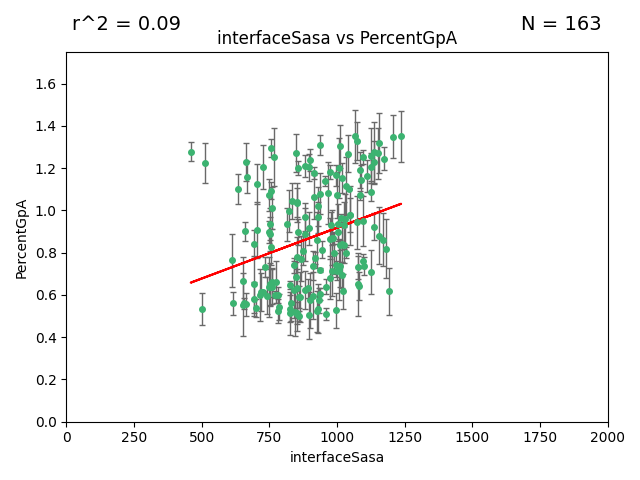 r^2 = 0.09
N = 163
interfaceSasa vs PercentGpA
PercentGpA
1.6
1.4
1.2
1.0
0.8
0.6
0.4
0.2
0.0
0 250 500 750 1000 1250 1500 1750 2000
interfaceSasa